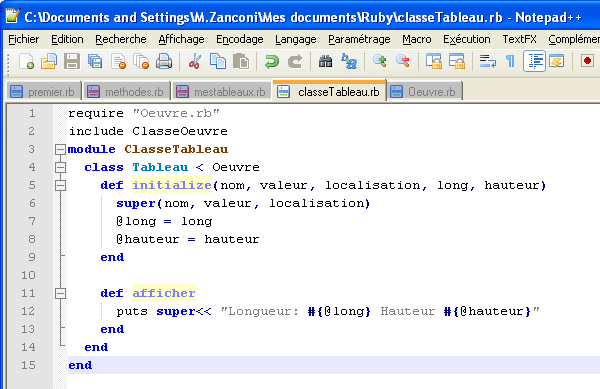 C:\Documents and Settings\M.Zanconi\Mes documents\Ruby\classeTableau.rb - Notepad++
Fichier Edition Recherche Affichage Encodage Langage Paramétrage Macro Exécution TextFX Complémen
premier.rb methodes.rb mestableaux.rb classeTableau.rb Oeuvre.rb
1 require "Oeuvre.rb"
2 include ClasseOeuvre
3 module ClasseTableau
4 class Tableau < Oeuvre
5 def initialize(nom, valeur, localisation, long, hauteur)
6 super(nom, valeur, localisation)
7 @long = long
8 @hauteur = hauteur
9 end
10
11 def afficher
12 puts super<< "Longueur: #{@long} Hauteur #{@hauteur}"
13 end
14 end
15 end